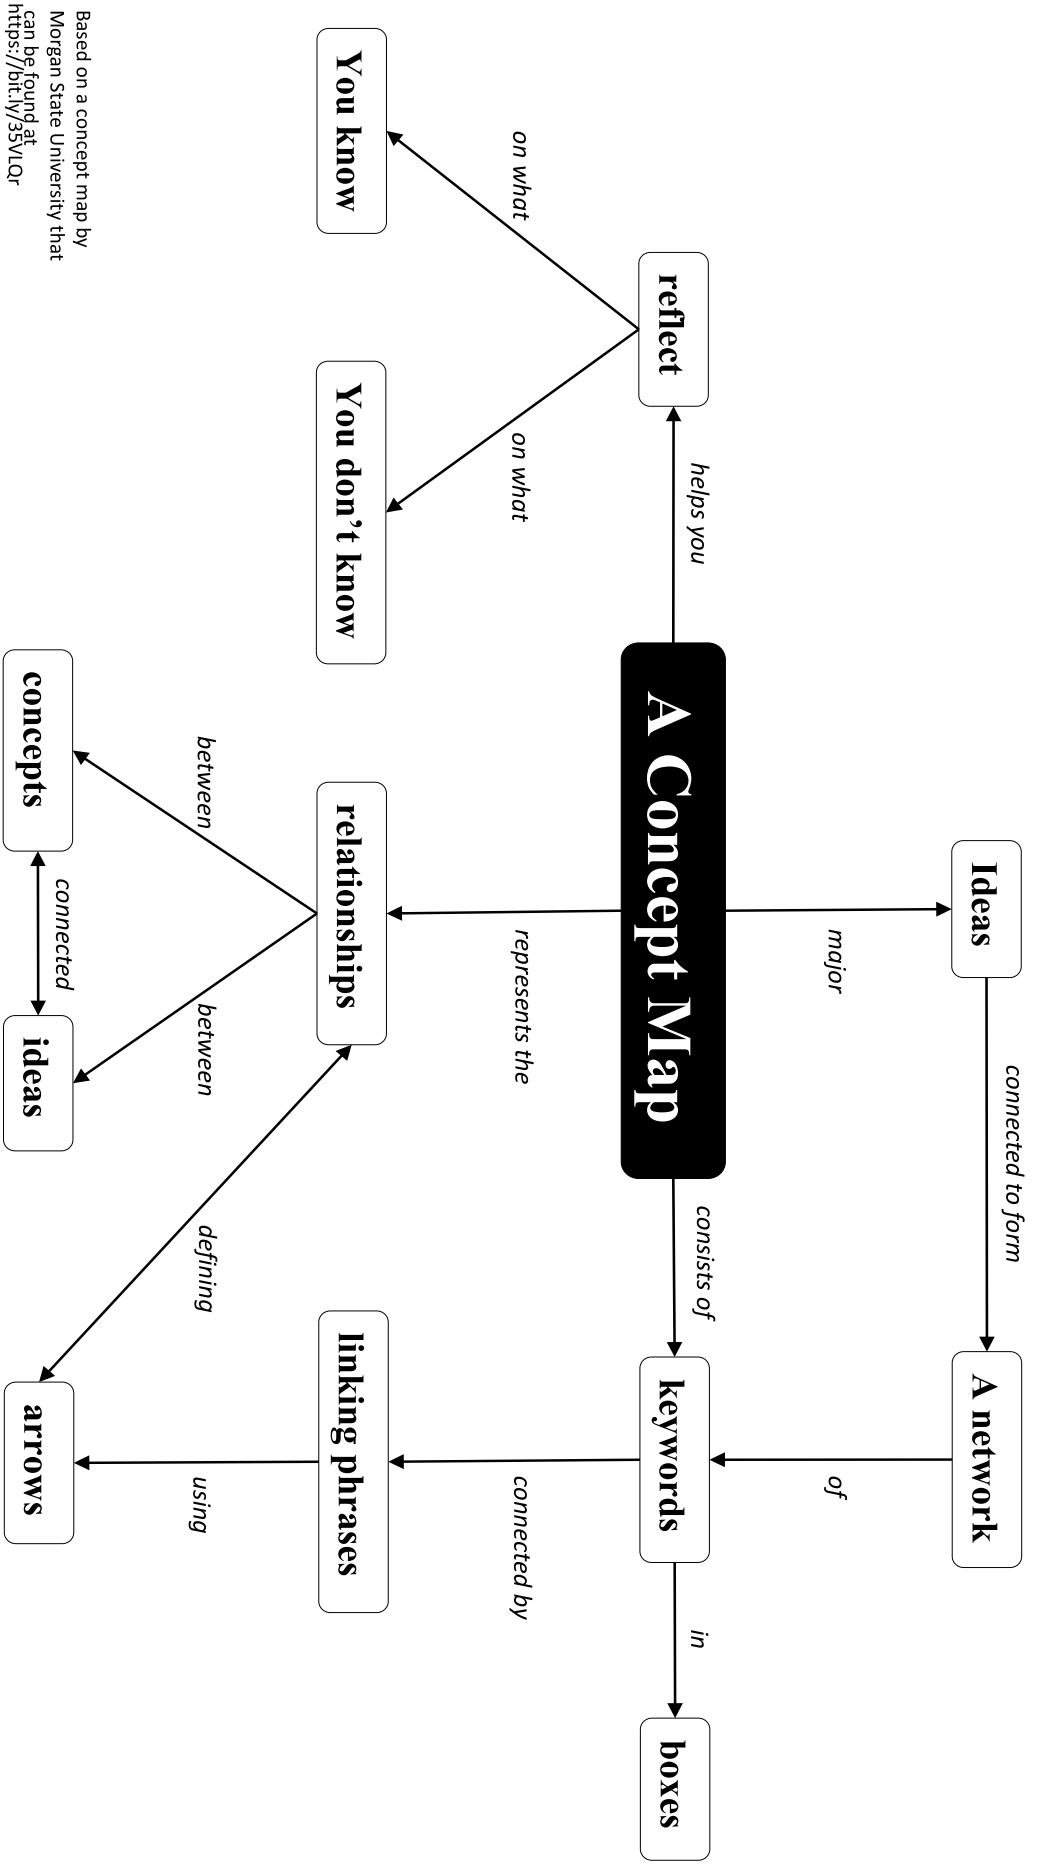 Ideas
connected to form
A network
major
of
reflect
helps you
A Concept Map
consists of
keywords
in
boxes
on what
on what
represents the
connected by
You know
You don't know
relationships
linking phrases
between
between
defining
using
concepts
connected
ideas
arrows
Based on a concept map by
Morgan State University that
can be found at
https://bit.ly/35VLQr